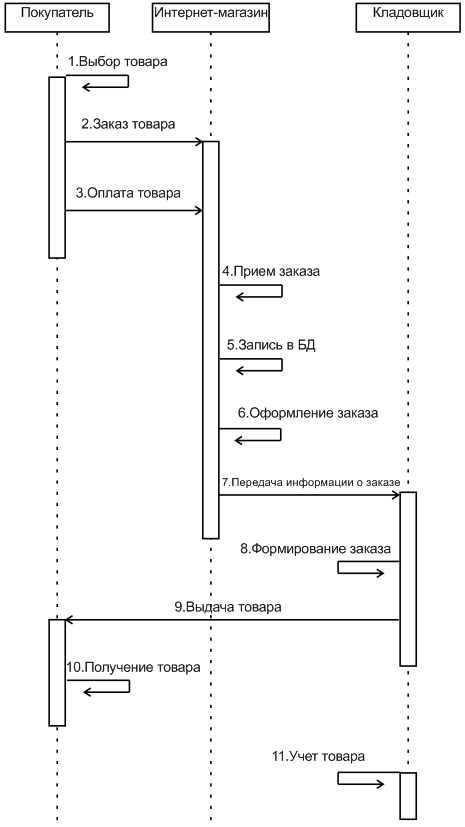 Покупатель
Интернет-магазин
Кладовщик
1.Выбор товара
2.Заказ товара
3.Оплата товара
4.Прием заказа
5.Запись в БД
6.Оформление заказа
7.Передача информации о заказе
8.Формирование заказа
9.Выдача товара
10.Получение товара
11.Учет товара